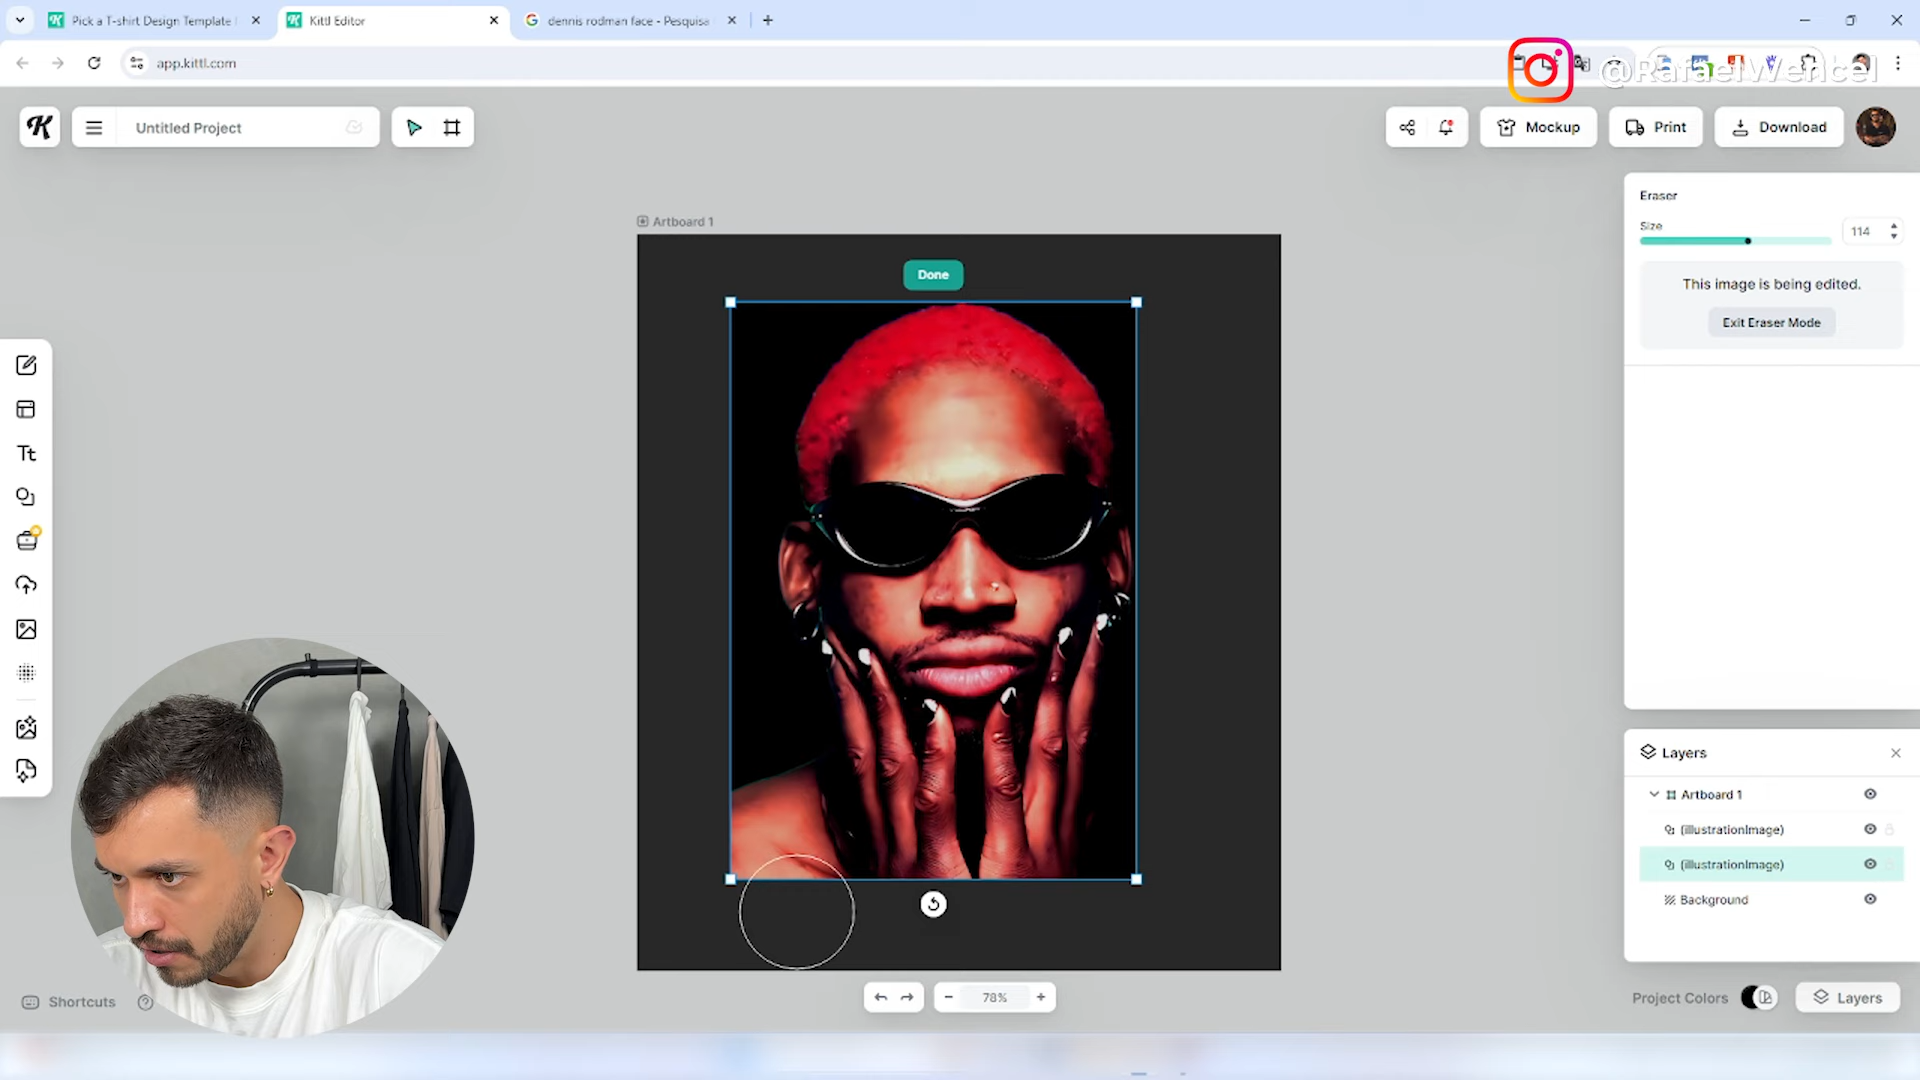 Pick a T-shirt Design Template
Kittl Editor
dennis rodman face - Pesquisa
app.kittl.com
@RafaelWencel
Untitled Project
Mockup
Print
Download
Artboard 1
Done
Eraser
Size
114
This image is being edited.
Exit Eraser Mode
Tt
Layers
Artboard 1
(illustrationImage)
(illustrationImage)
Background
Shortcuts
78%
Project Colors
Layers